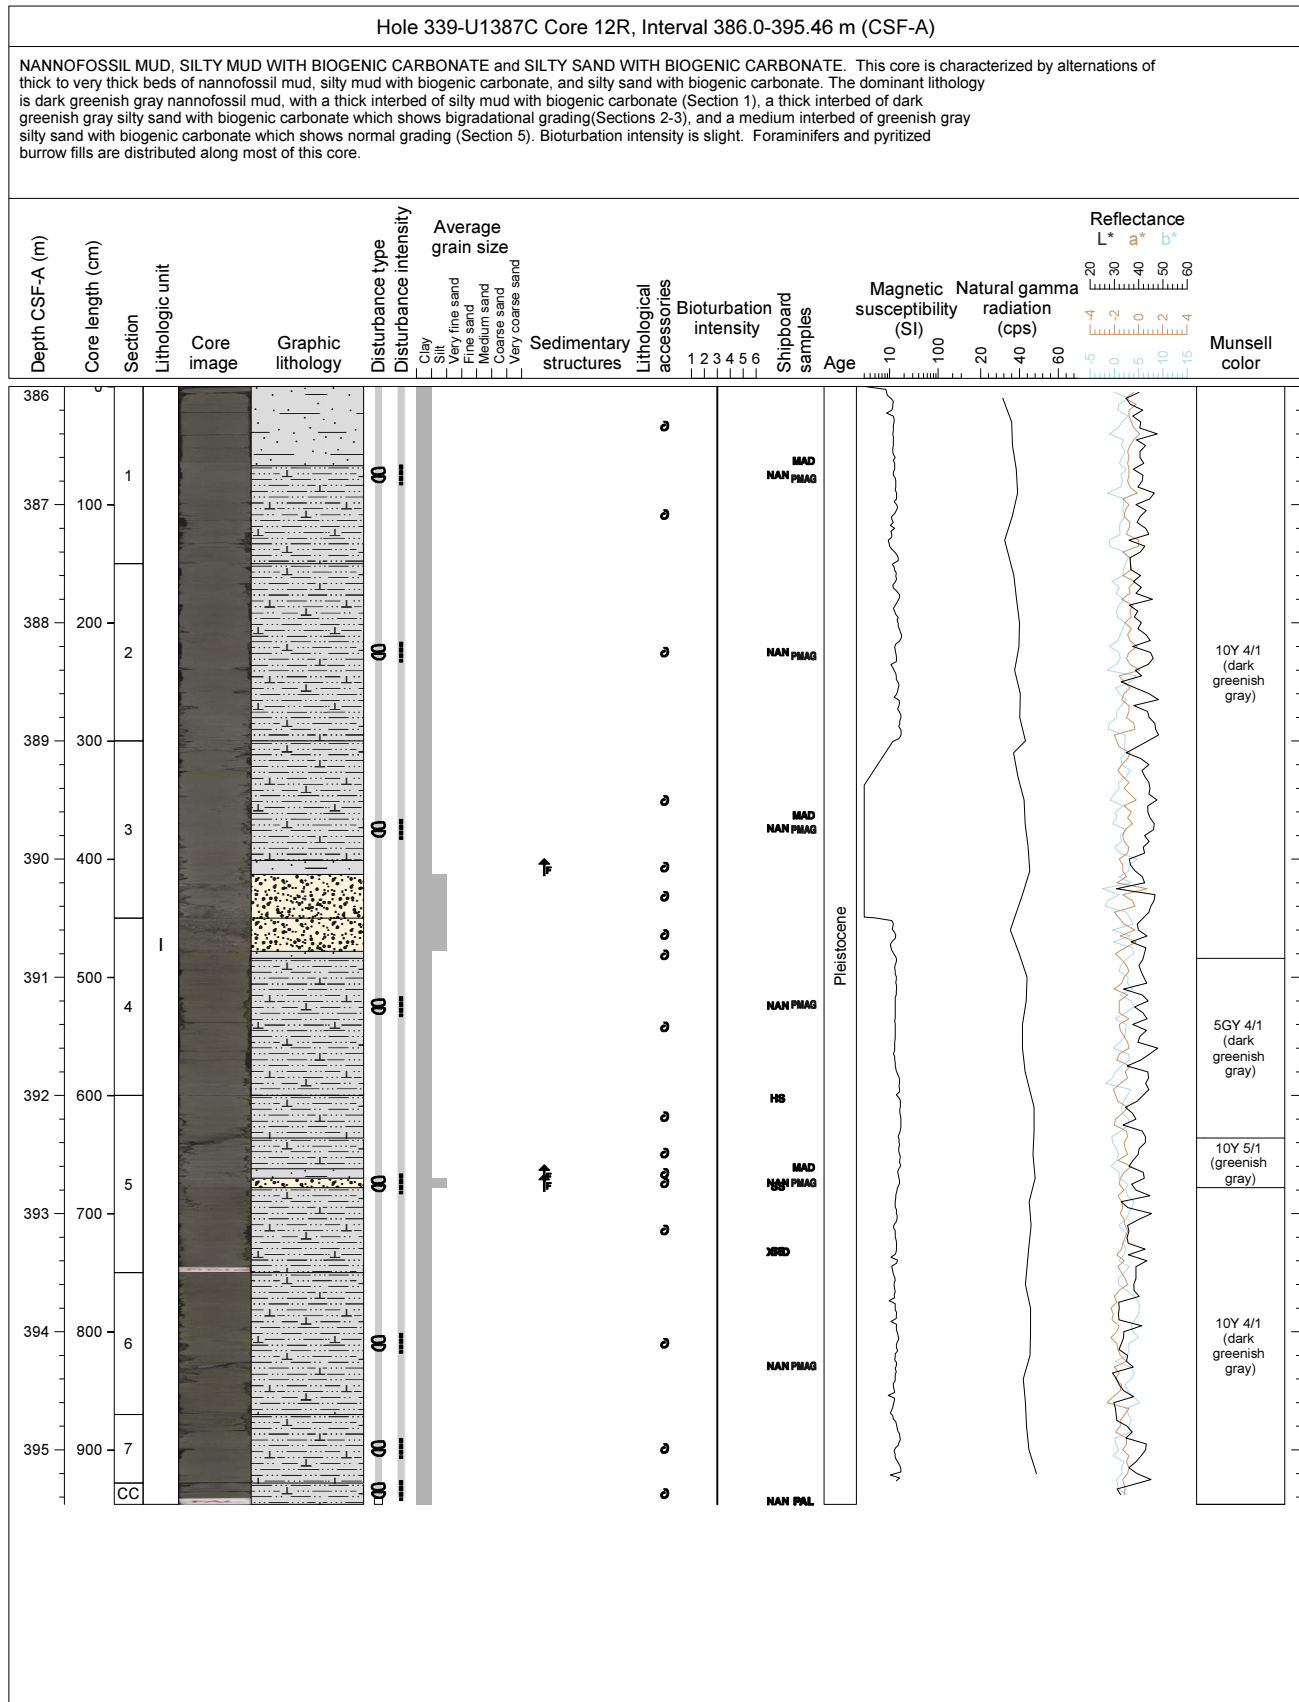 Hole 339-U1387C Core 12R, Interval 386.0-395.46 m (CSF-A)
NANNOFOSSIL MUD, SILTY MUD WITH BIOGENIC CARBONATE and SILTY SAND WITH BIOGENIC CARBONATE. This core is characterized by alternations of
thick to very thick beds of nannofossil mud, silty mud with biogenic carbonate, and silty sand with biogenic carbonate. The dominant lithology
is dark greenish gray nannofossil mud, with a thick interbed of silty mud with biogenic carbonate (Section 1), a thick interbed of dark
greenish gray silty sand with biogenic carbonate which shows bigradational grading(Sections 2-3), and a medium interbed of greenish gray
silty sand with biogenic carbonate which shows normal grading (Section 5). Bioturbation intensity is slight. Foraminifers and pyritized
burrow fills are distributed along most of this core.
Depth CSF-A (m)
Core length (cm)
Section
Lithologic unit
Core
image
Graphic
lithology
Disturbance type
Disturbance intensity
Average
grain size
Clay
Silt
Very fine sand
Fine sand
Medium sand
Coarse sand
Very coarse sand
Sedimentary
structures
Lithological
accessories
Bioturbation
intensity
1 2 3 4 5 6
Shipboard
samples
Age
Magnetic
susceptibility
(SI)
10 100
Natural gamma
radiation
(cps)
20 40 60
Reflectance
L* a* b*
20 30 40 50 60
-4 -2 0 2 4
-5 0 5 10 15
Munsell
color
386
387
388
389
390
391
392
393
394
395
0
100
200
300
400
500
600
700
800
900
1
2
3
4
5
6
7
CC
I
F
F
F
MAD
NAN PMAG
NAN PMAG
MAD
NAN PMAG
NAN PMAG
HS
MAD
NAN PMAG
SS
NAN PMAG
NAN PAL
Pleistocene
10Y 4/1
(dark
greenish
gray)
5GY 4/1
(dark
greenish
gray)
10Y 5/1
(greenish
gray)
10Y 4/1
(dark
greenish
gray)